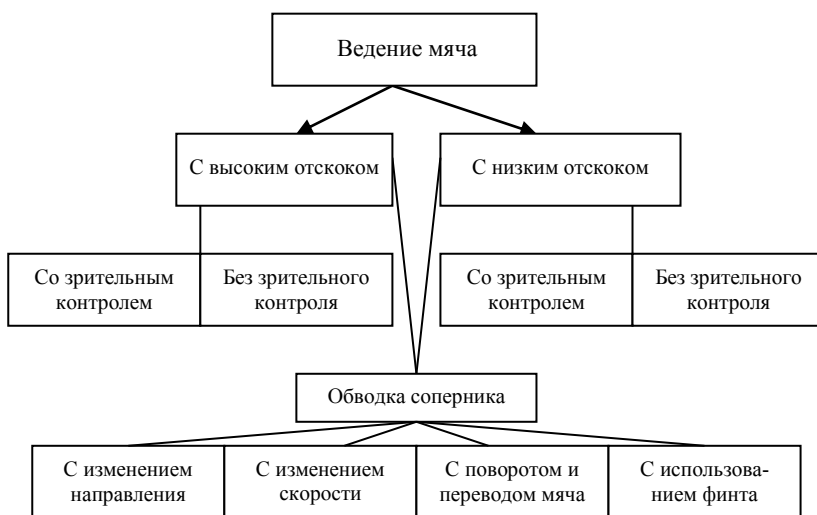 Ведение мяча
С высоким отскоком
С низким отскоком
Со зрительным
контролем
Без зрительного
контроля
Со зрительным
контролем
Без зрительного
контроля
Обводка соперника
С изменением
направления
С изменением
скорости
С поворотом и
переводом мяча
С использова-
нием финта